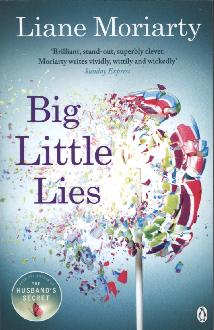 Liane Moriarty
'Brilliant, stand-out, superbly clever.
Moriarty writes vividly, wittily and wickedly'
Sunday Express
Big
Little
Lies
THE
HUSBAND'S
SECRET